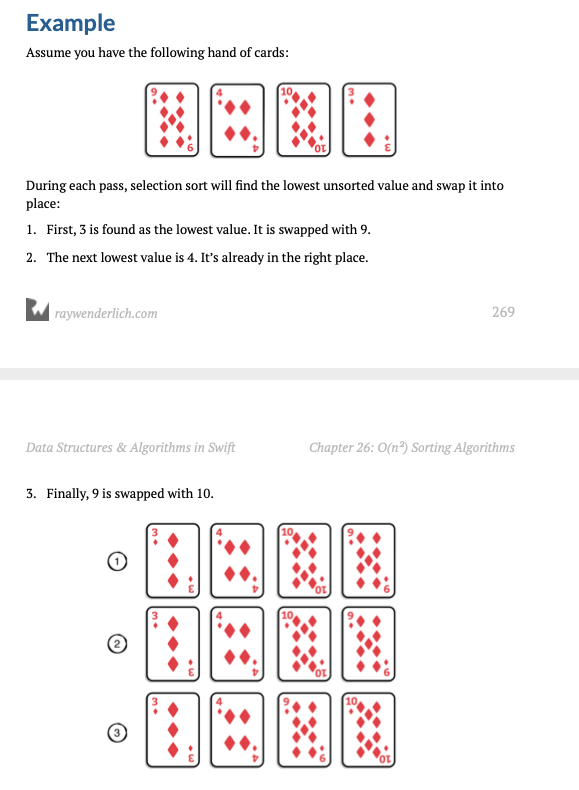 Example
Assume you have the following hand of cards:
9 4 10 3
9 4 10 3
During each pass, selection sort will find the lowest unsorted value and swap it into
place:
1. First, 3 is found as the lowest value. It is swapped with 9.
2. The next lowest value is 4. It’s already in the right place.
raywenderlich.com 269
Data Structures & Algorithms in Swift Chapter 26: O(n²) Sorting Algorithms
3. Finally, 9 is swapped with 10.
3 4 10 9
1
3 4 10 9
3 4 10 9
2
3 4 10 9
3 4 9 10
3
3 4 9 10